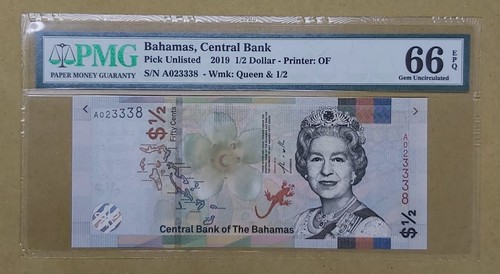 PMG
PAPER MONEY GUARANTY
Bahamas, Central Bank
Pick Unlisted 2019 1/2 Dollar - Printer: OF
S/N A023338 - Wmk: Queen & 1/2
66 EPQ
Gem Uncirculated
A023338
$½
Fifty Cents
A023338
$½
Central Bank of The Bahamas